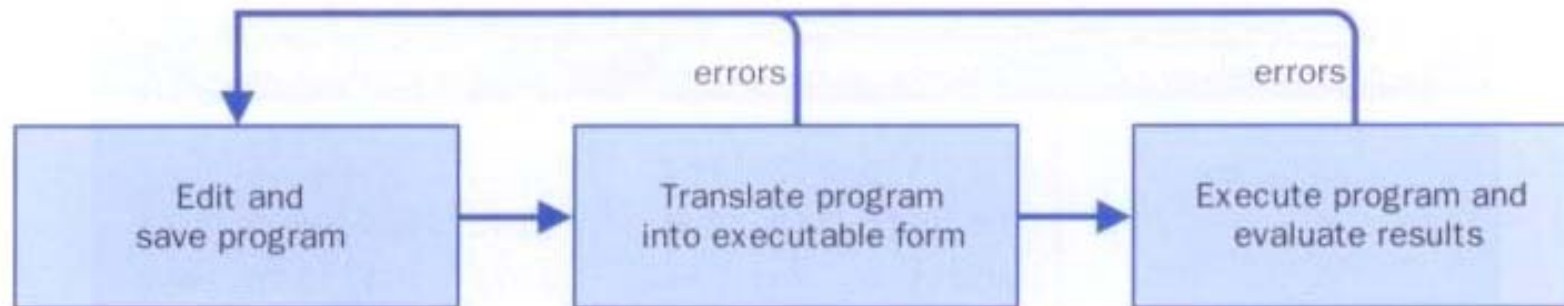 errors
errors
Edit and
save program
Translate program
into executable form
Execute program and
evaluate results